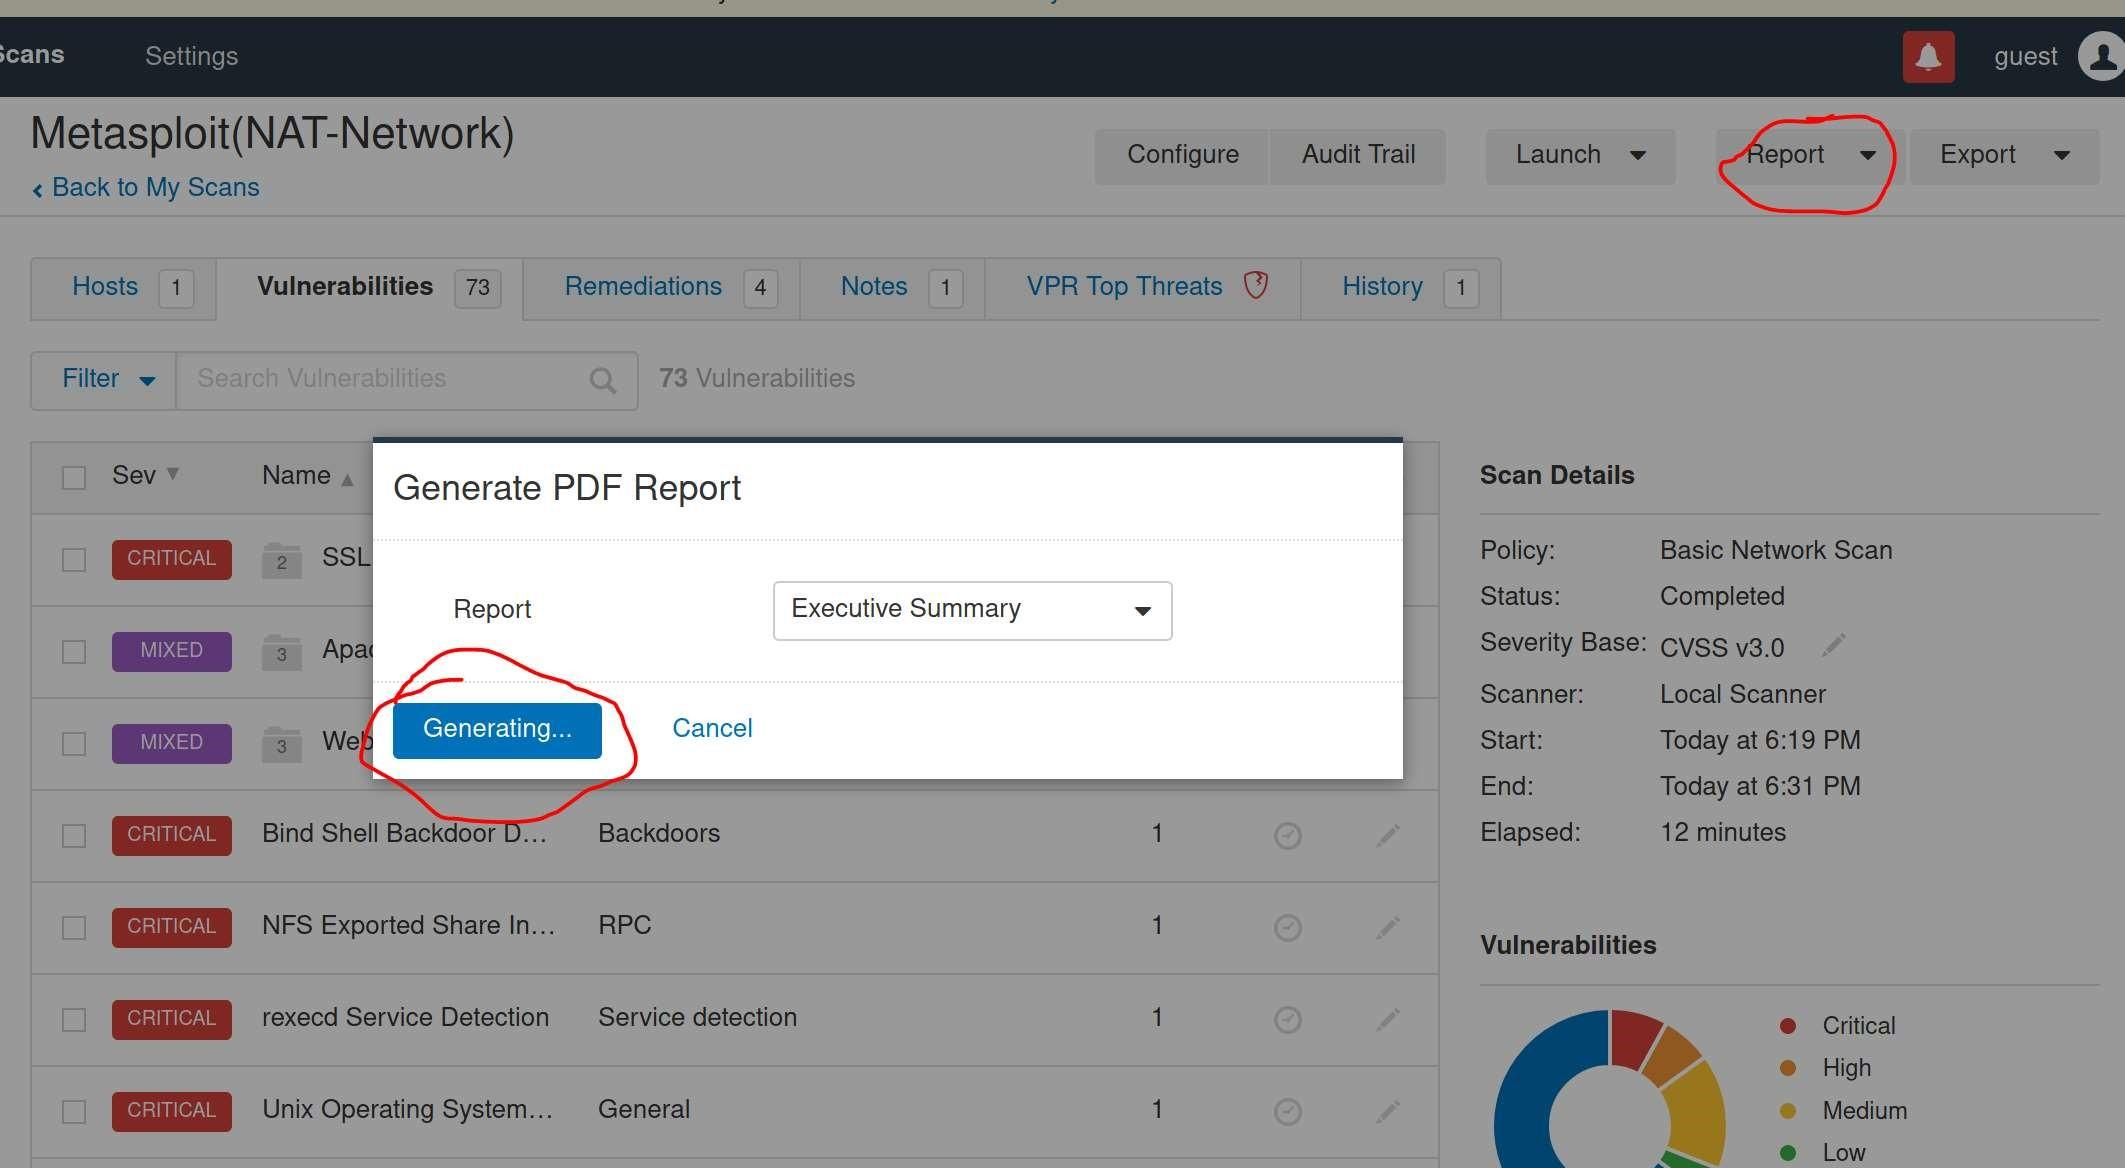 Scans Settings guest
Metasploit(NAT-Network)
Back to My Scans
Configure Audit Trail Launch Report Export
Hosts 1 Vulnerabilities 73 Remediations 4 Notes 1 VPR Top Threats History 1
Filter Search Vulnerabilities 73 Vulnerabilities
Sev Name
CRITICAL 2 SSL
MIXED 3
MIXED 3 Web
Generate PDF Report
Report Executive Summary
Generating... Cancel
CRITICAL Bind Shell Backdoor D... Backdoors 1
CRITICAL NFS Exported Share In... RPC 1
CRITICAL rexecd Service Detection Service detection 1
CRITICAL Unix Operating System... General 1
Scan Details
Policy: Basic Network Scan
Status: Completed
Severity Base: CVSS v3.0
Scanner: Local Scanner
Start: Today at 6:19 PM
End: Today at 6:31 PM
Elapsed: 12 minutes
Vulnerabilities
Critical
High
Medium
Low